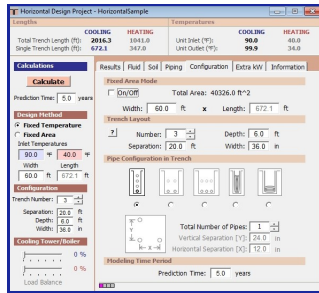 Horizontal Design Project - HorizontalSample
Lengths
Temperatures
COOLING HEATING
COOLING HEATING
Total Trench Length (ft): 2016.3 1041.0
Unit Inlet (°F): 90.0 40.0
Single Trench Length (ft): 672.1 347.0
Unit Outlet (°F): 99.9 34.0
Calculations
Calculate
Prediction Time: 5.0 years
Design Method
Fixed Temperature
Fixed Area
Inlet Temperatures
90.0 °F 40.0 °F
Width Length
60.0 ft 672.1 ft
Configuration
Trench Number: 3
Separation: 20.0 ft
Depth: 6.0 ft
Width: 36.0 in
Cooling Tower/Boiler
0 %
0 %
Load Balance
Results Fluid Soil Piping Configuration Extra kW Information
Fixed Area Mode
On/Off Total Area: 40326.0 ft^2
Width: 60.0 ft x Length: 672.1 ft
Trench Layout
? Number: 3 Depth: 6.0 ft
Separation: 20.0 ft Width: 36.0 in
Pipe Configuration in Trench
Y
X
Total Number of Pipes: 1
Vertical Separation [Y]: 24.0 in
Horizontal Separation [X]: 12.0 in
Modeling Time Period
Prediction Time: 5.0 years